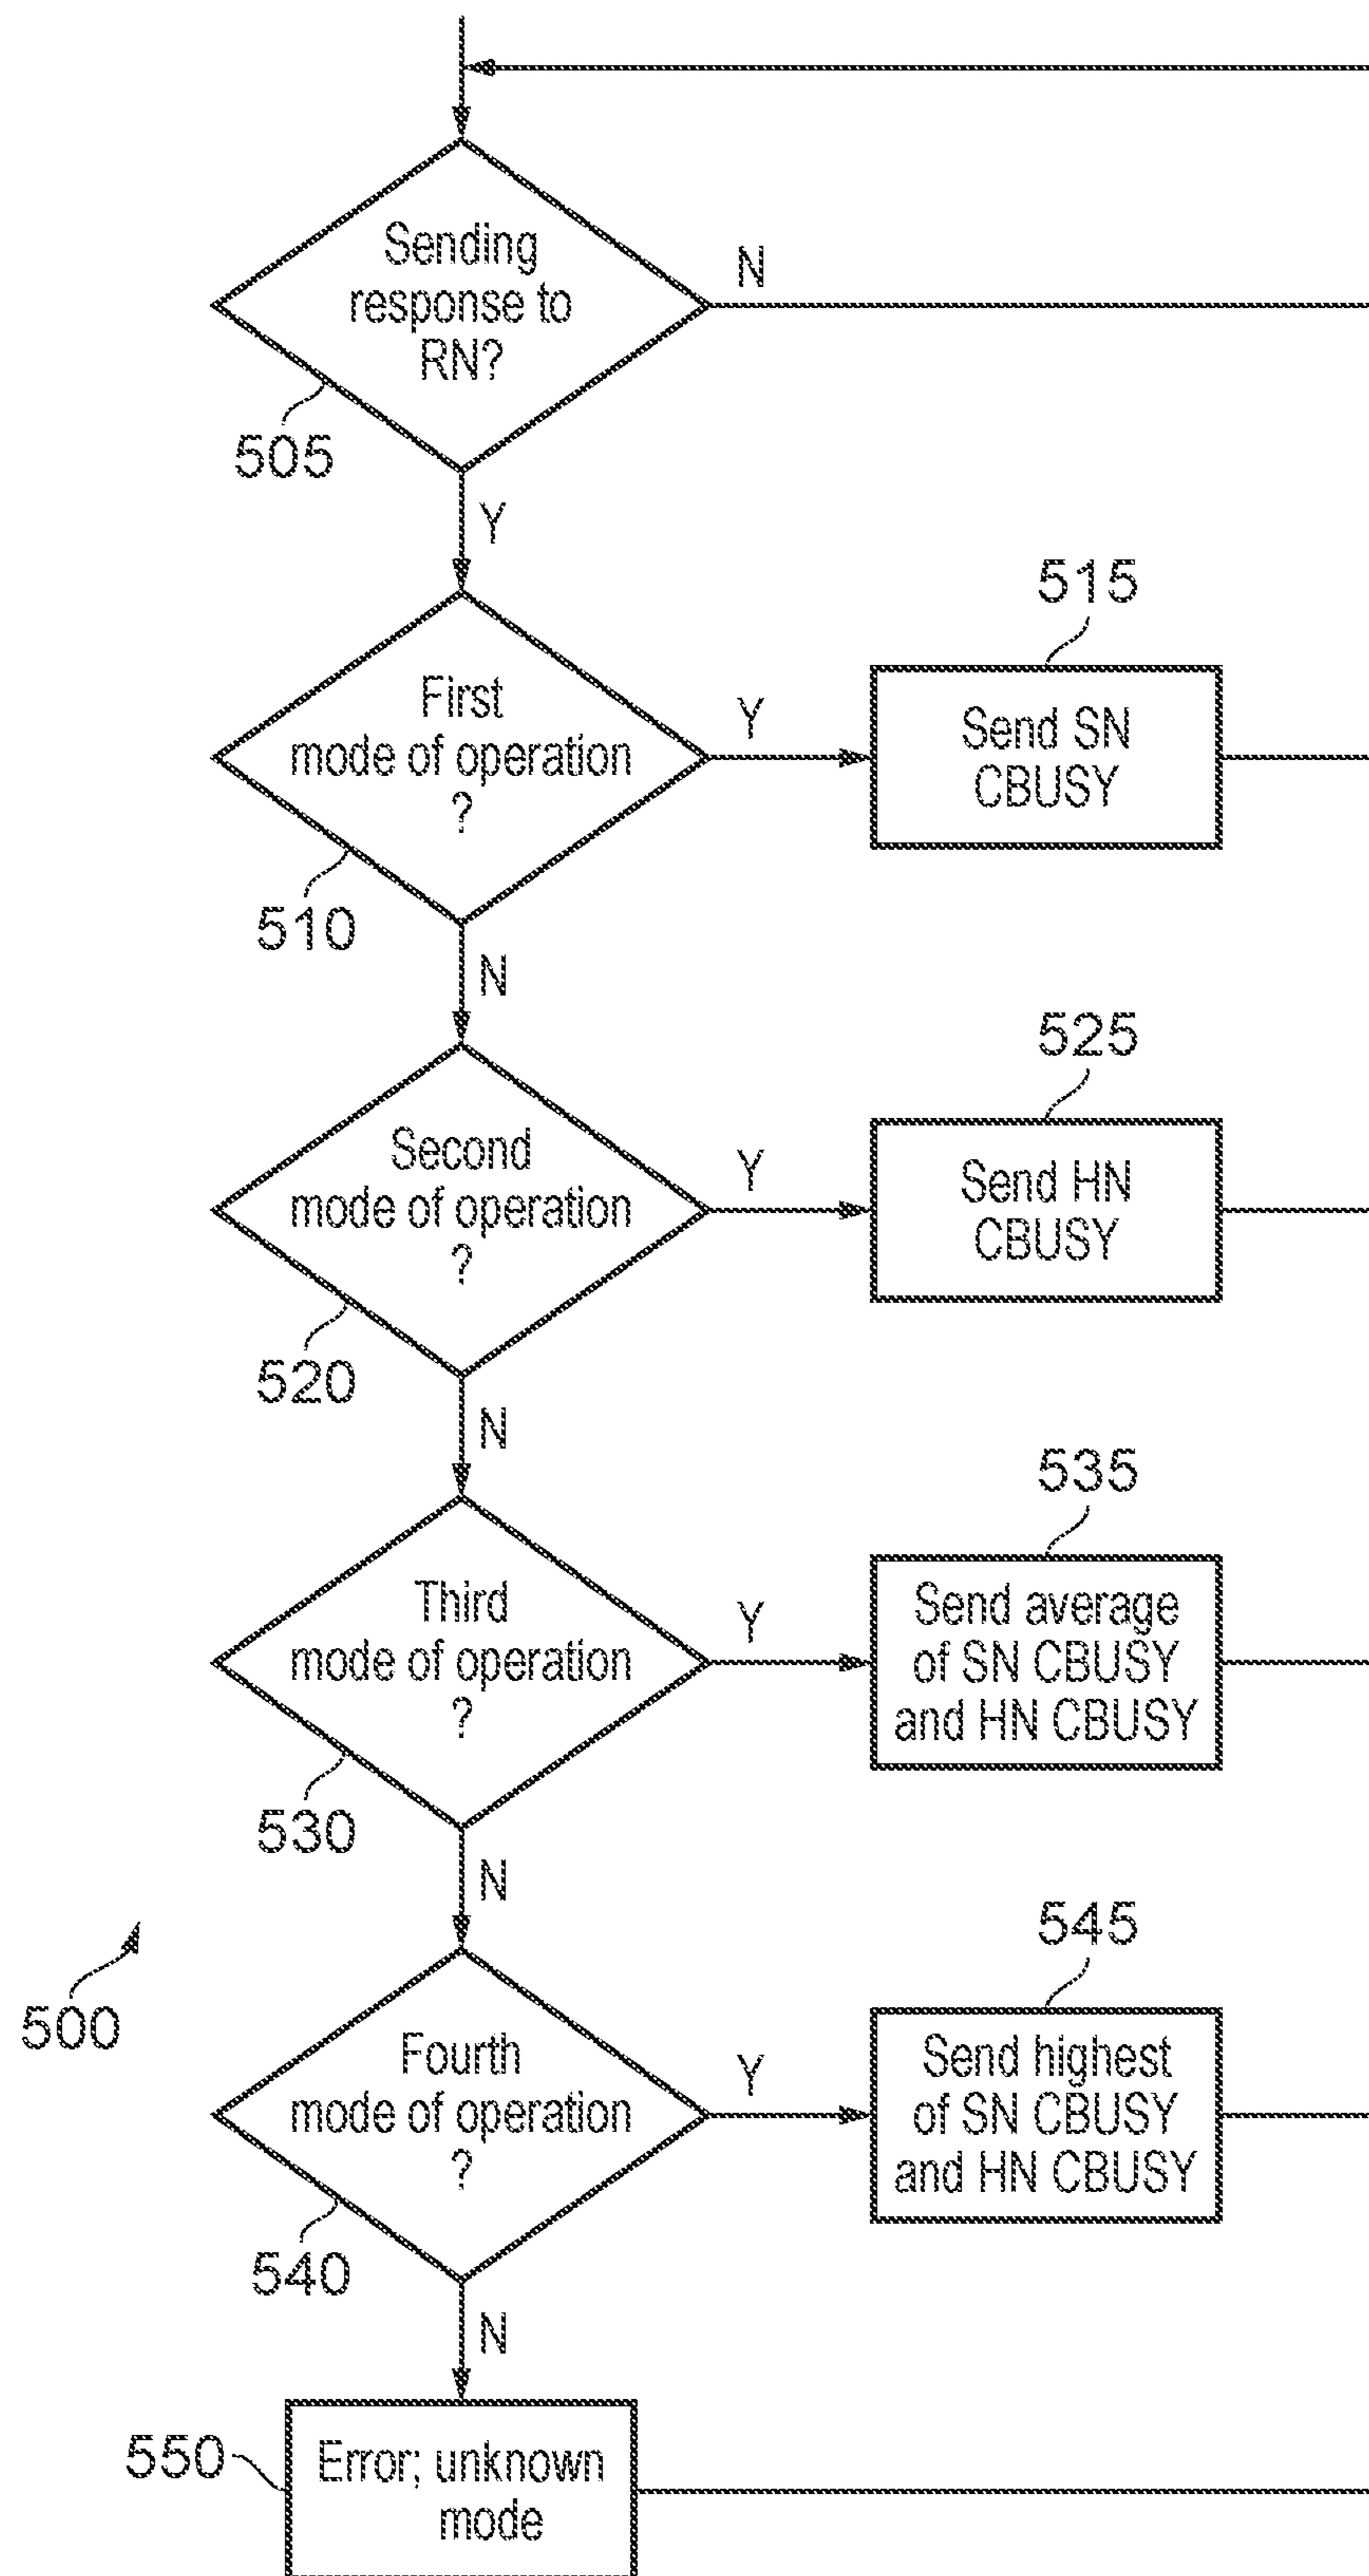 Sending
response to
RN?
N
505
Y
515
First
mode of operation
?
Y
Send SN
CBUSY
510
N
525
Second
mode of operation
?
Y
Send HN
CBUSY
520
N
535
Third
mode of operation
?
Y
Send average
of SN CBUSY
and HN CBUSY
530
N
545
500
Fourth
mode of operation
?
Y
Send highest
of SN CBUSY
and HN CBUSY
540
N
550
Error; unknown
mode